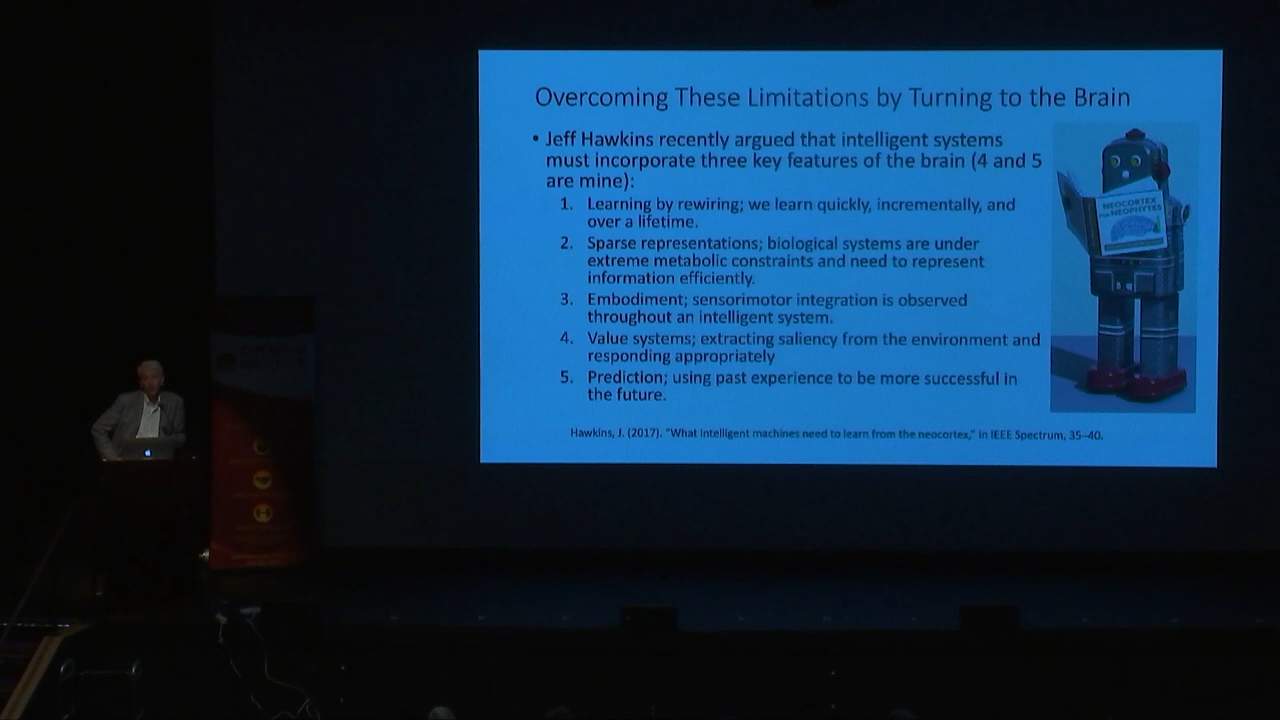 Overcoming These Limitations by Turning to the Brain
• Jeff Hawkins recently argued that intelligent systems
must incorporate three key features of the brain (4 and 5
are mine):
1. Learning by rewiring; we learn quickly, incrementally, and
over a lifetime.
2. Sparse representations; biological systems are under
extreme metabolic constraints and need to represent
information efficiently.
3. Embodiment; sensorimotor integration is observed
throughout an intelligent system.
4. Value systems; extracting saliency from the environment and
responding appropriately
5. Prediction; using past experience to be more successful in
the future.
NEOCORTEX
FOR NEOPHYTES
Hawkins, J. (2017). "What intelligent machines need to learn from the neocortex," in IEEE Spectrum, 35–40.